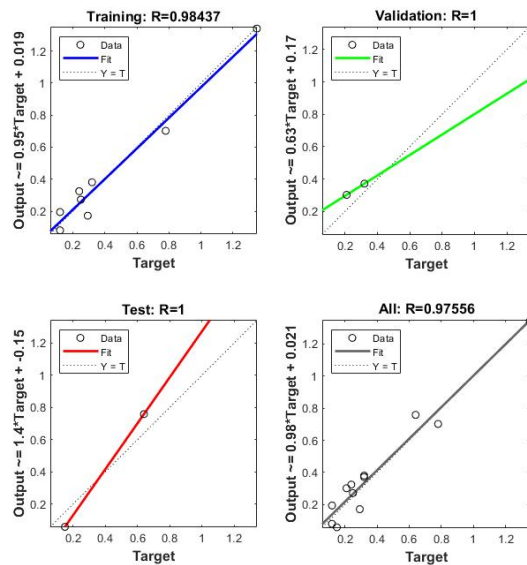 Training: R=0.98437
Output ~= 0.95*Target + 0.019
Data
Fit
Y = T
1.2
1
0.8
0.6
0.4
0.2
0.2 0.4 0.6 0.8 1 1.2
Target
Validation: R=1
Output ~= 0.63*Target + 0.17
Data
Fit
Y = T
1.2
1
0.8
0.6
0.4
0.2
0.2 0.4 0.6 0.8 1 1.2
Target
Test: R=1
Output ~= 1.4*Target + -0.15
Data
Fit
Y = T
1.2
1
0.8
0.6
0.4
0.2
0.2 0.4 0.6 0.8 1 1.2
Target
All: R=0.97556
Output ~= 0.98*Target + 0.021
Data
Fit
Y = T
1.2
1
0.8
0.6
0.4
0.2
0.2 0.4 0.6 0.8 1 1.2
Target